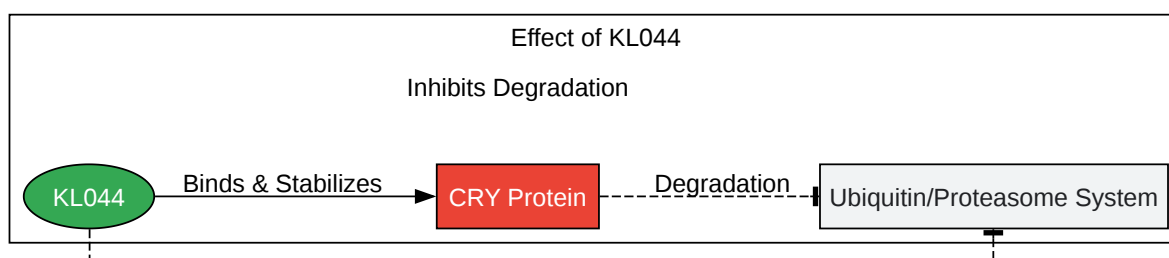 Effect of KL044
Inhibits Degradation
KL044
Binds & Stabilizes
CRY Protein
Degradation
Ubiquitin/Proteasome System